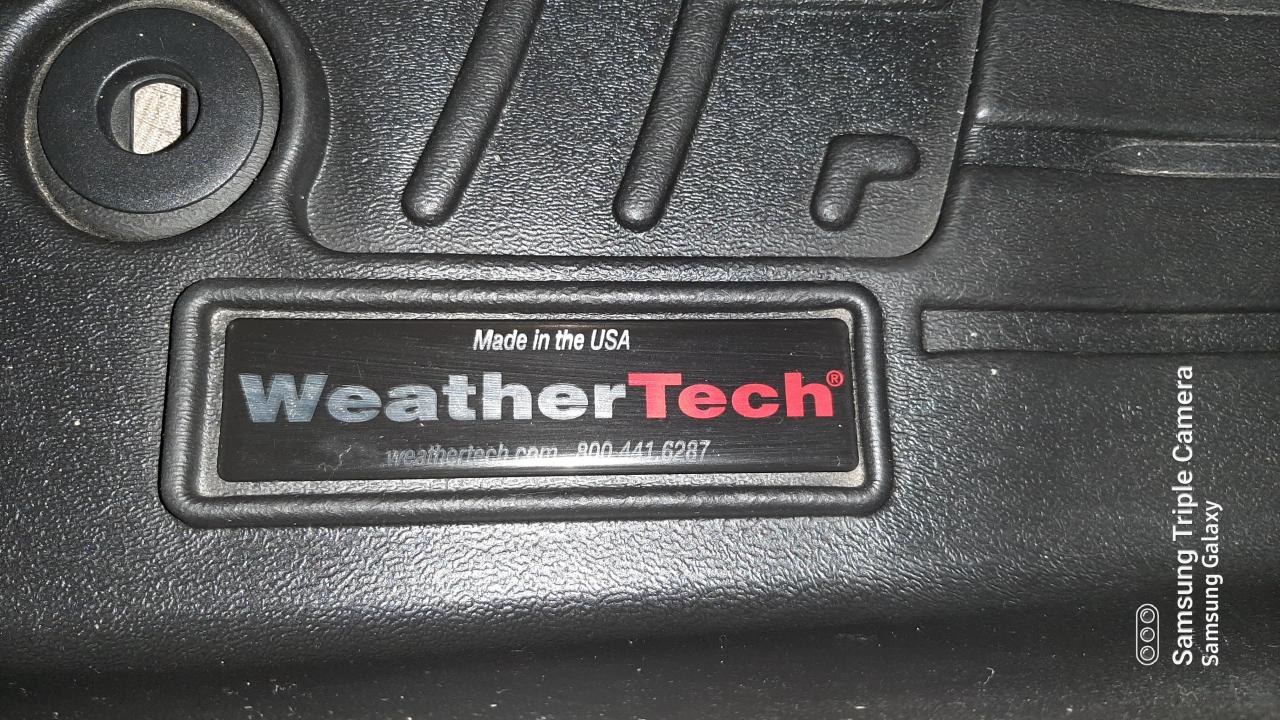 Made in the USA
WeatherTech®
weathertech.com 800.441.6287
Samsung Triple Camera
Samsung Galaxy